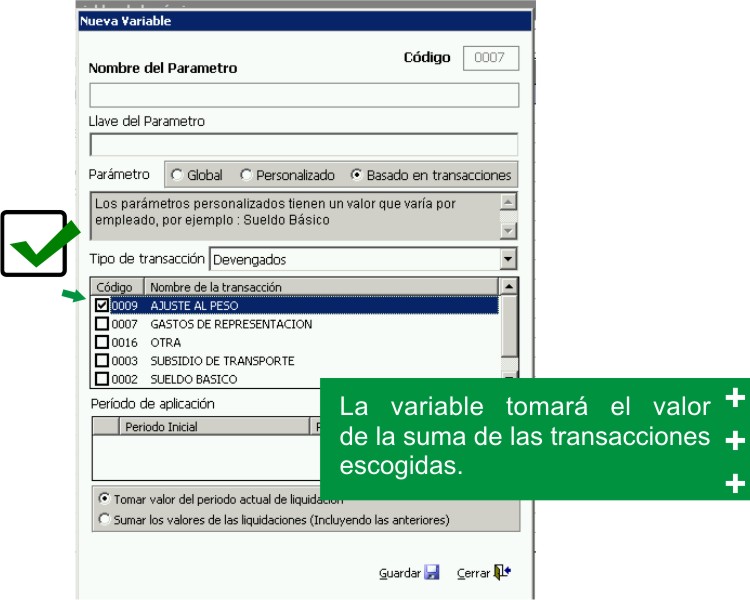 Nueva Variable
Código 0007
Nombre del Parametro
Llave del Parametro
Parámetro Global Personalizado Basado en transacciones
Los parámetros personalizados tienen un valor que varía por
empleado, por ejemplo : Sueldo Básico
Tipo de transacción Devengados
Código Nombre de la transacción
0009 AJUSTE AL PESO
0007 GASTOS DE REPRESENTACION
0016 OTRA
0003 SUBSIDIO DE TRANSPORTE
0002 SUELDO BASICO
La variable tomará el valor
de la suma de las transacciones
escogidas.
Período de aplicación
Periodo Inicial
Tomar valor del periodo actual de liquidación
Sumar los valores de las liquidaciones (Incluyendo las anteriores)
Guardar Cerrar